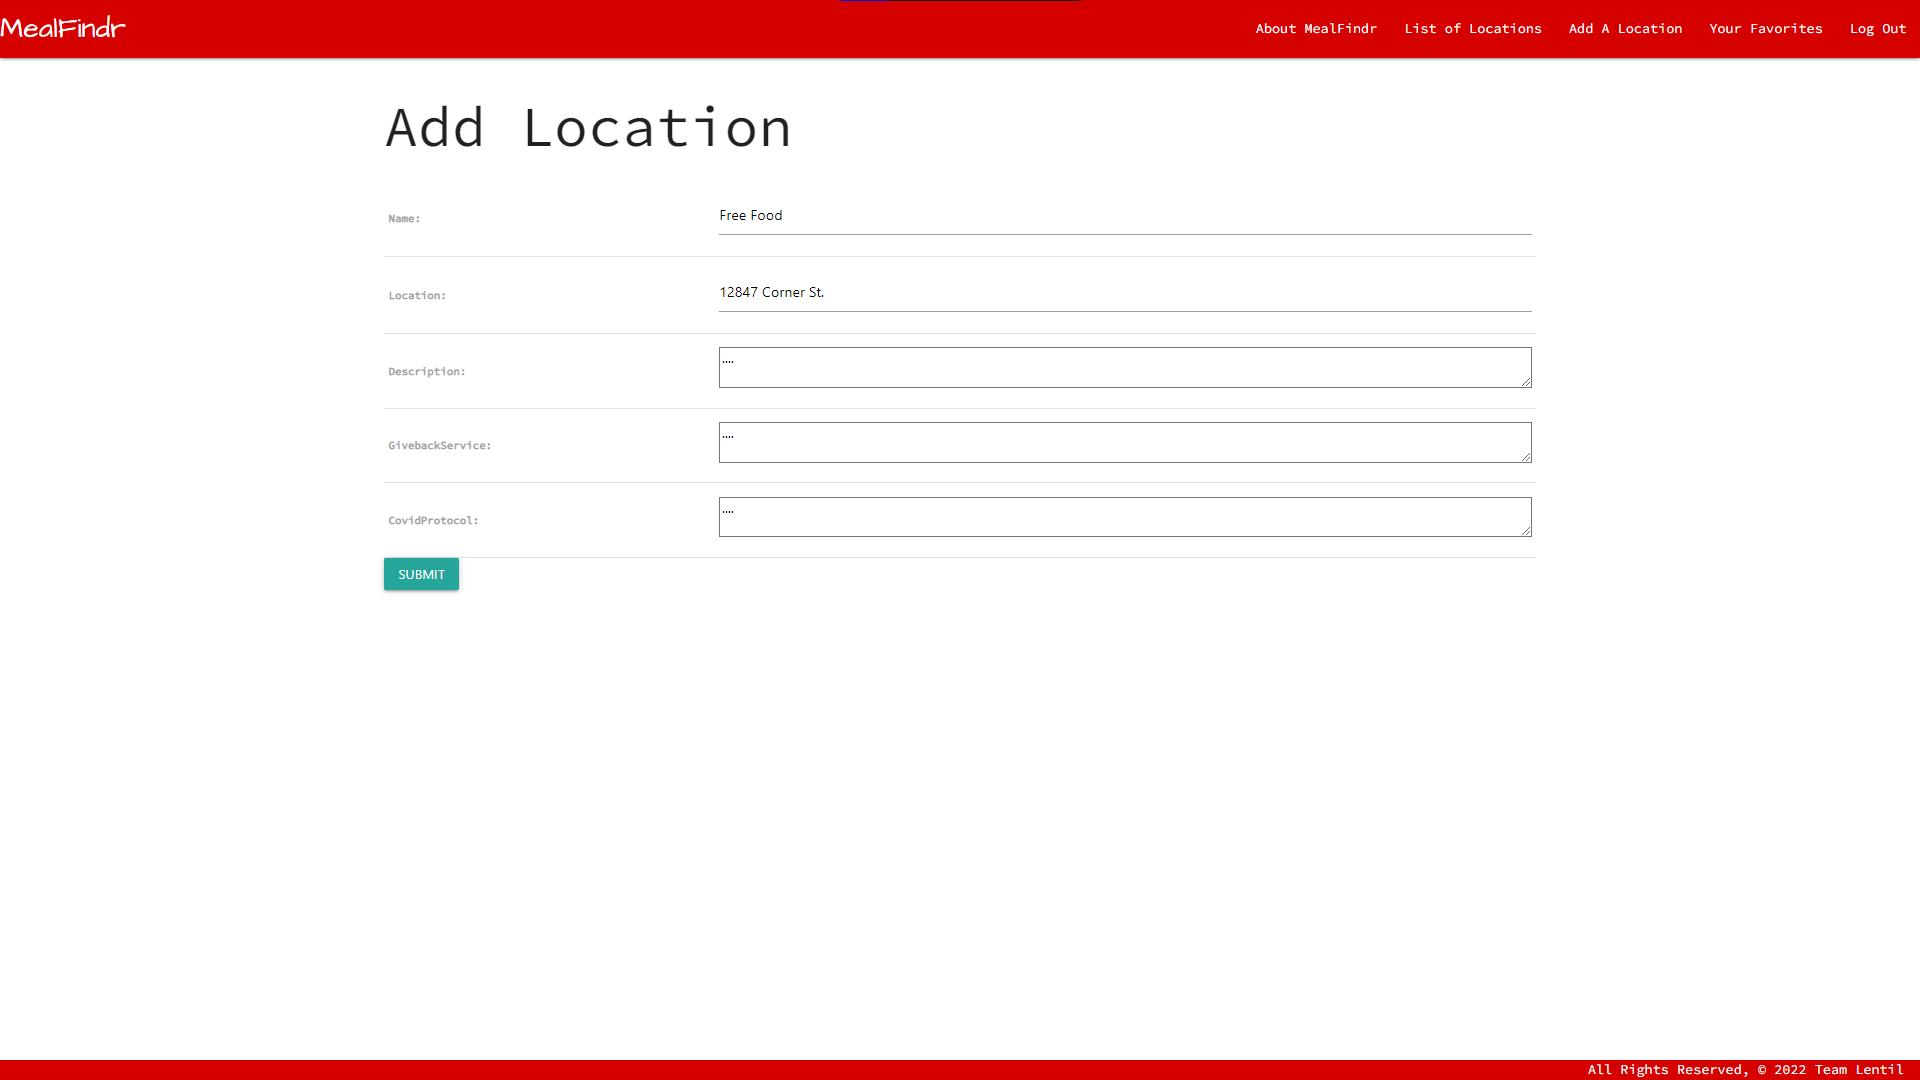 MealFindr
About MealFindr List of Locations Add A Location Your Favorites Log Out
Add Location
Name: Free Food
Location: 12847 Corner St.
Description: ....
GivebackService: ....
CovidProtocol: ....
SUBMIT
All Rights Reserved, © 2022 Team Lentil